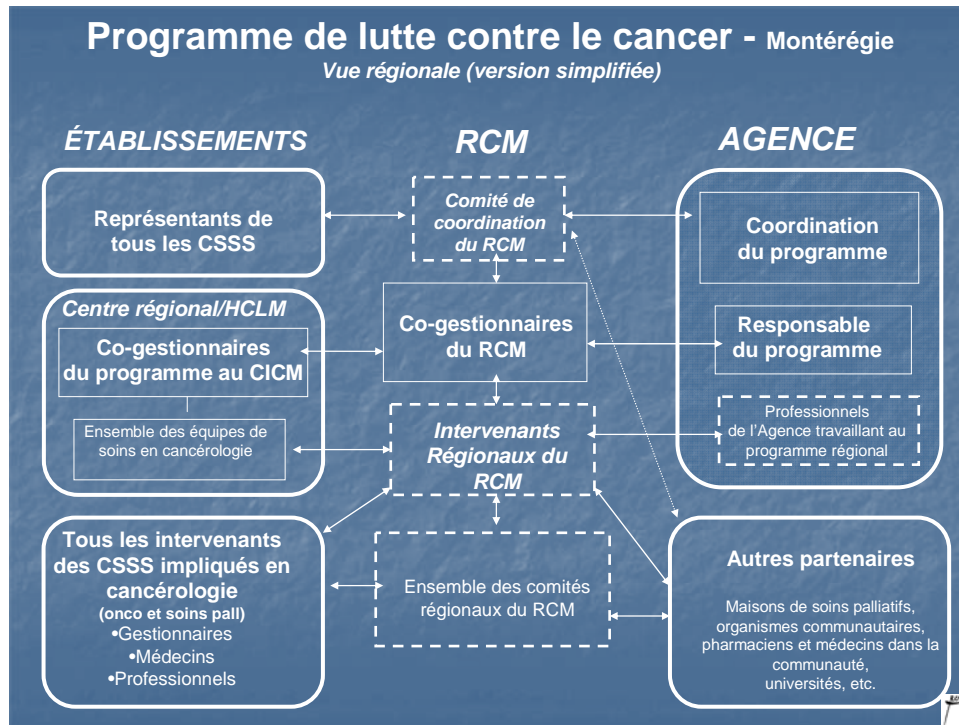 Programme de lutte contre le cancer - Montérégie
Vue régionale (version simplifiée)
ÉTABLISSEMENTS
RCM
AGENCE
Représentants de
tous les CSSS
Comité de
coordination
du RCM
Coordination
du programme
Centre régional/HCLM
Co-gestionnaires
du programme au CICM
Co-gestionnaires
du RCM
Responsable
du programme
Ensemble des équipes de
soins en cancérologie
Intervenants
Régionaux du
RCM
Professionnels
de l'Agence travaillant au
programme régional
Tous les intervenants
des CSSS impliqués en
cancérologie
(onco et soins pall)
•Gestionnaires
•Médecins
•Professionnels
Ensemble des comités
régionaux du RCM
Autres partenaires
Maisons de soins palliatifs,
organismes communautaires,
pharmaciens et médecins dans la
communauté,
universités, etc.